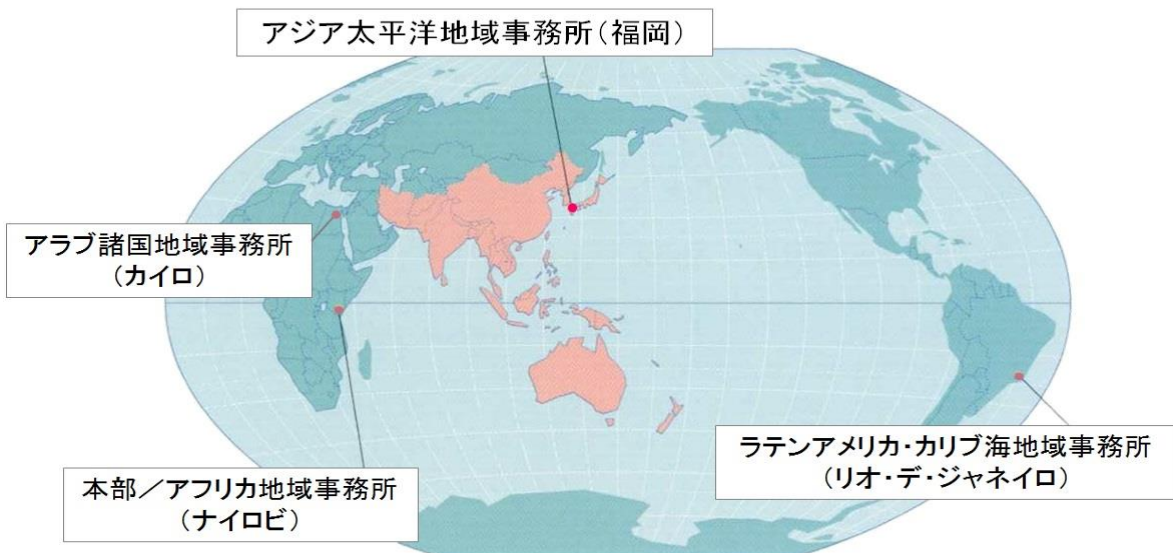 アジア太平洋地域事務所（福岡）
アラブ諸国地域事務所
（カイロ）
本部／アフリカ地域事務所
（ナイロビ）
ラテンアメリカ・カリブ海地域事務所
（リオ・デ・ジャネイロ）